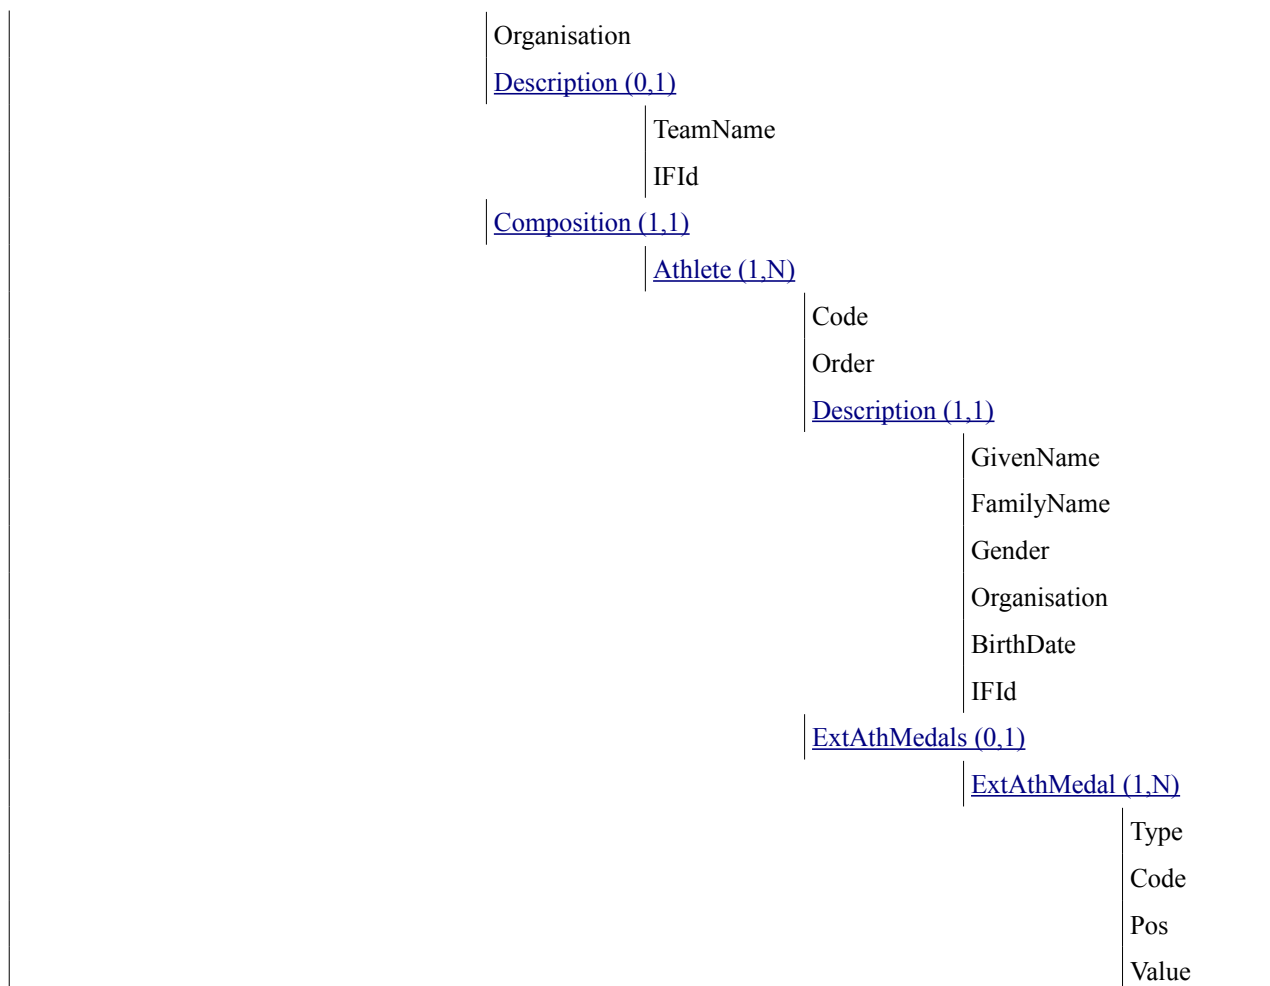 Organisation
Description (0,1)
TeamName
IFId
Composition (1,1)
Athlete (1,N)
Code
Order
Description (1,1)
GivenName
FamilyName
Gender
Organisation
BirthDate
IFId
ExtAthMedals (0,1)
ExtAthMedal (1,N)
Type
Code
Pos
Value